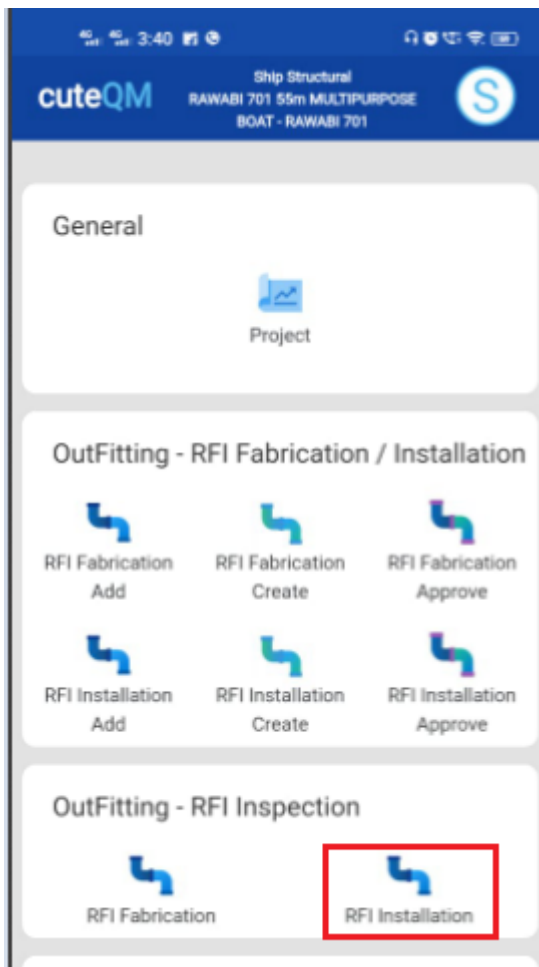 4G 4G 3:40
cuteQM
Ship Structural
RAWABI 701 55m MULTIPURPOSE
BOAT - RAWABI 701
S
General
Project
OutFitting - RFI Fabrication / Installation
RFI Fabrication Add
RFI Fabrication Create
RFI Fabrication Approve
RFI Installation Add
RFI Installation Create
RFI Installation Approve
OutFitting - RFI Inspection
RFI Fabrication
RFI Installation